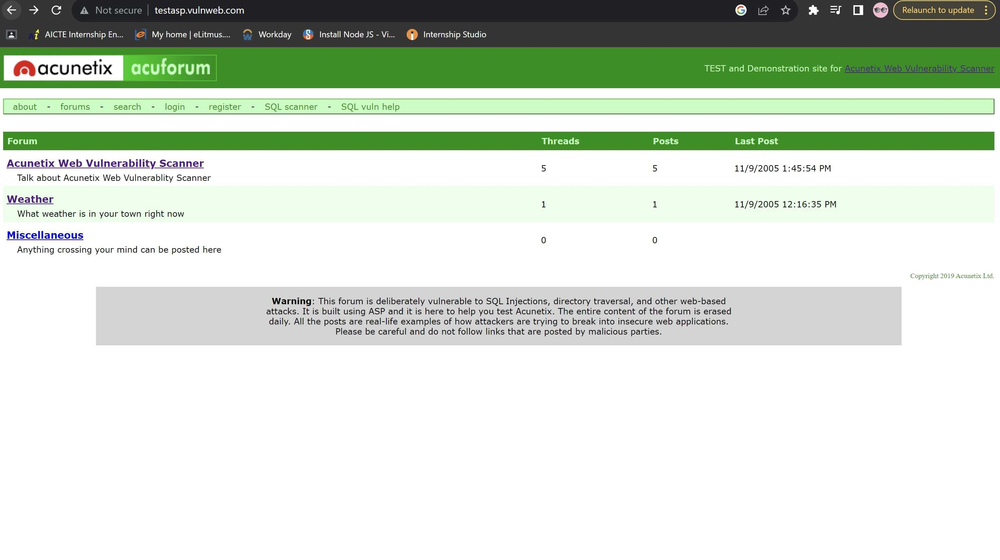 Not secure testasp.vulnweb.com Relaunch to update
AICTE Internship En... My home | eLitmus.... Workday Install Node JS - Vi... Internship Studio
acunetix acuforum TEST and Demonstration site for Acunetix Web Vulnerability Scanner
about - forums - search - login - register - SQL scanner - SQL vuln help
Forum Threads Posts Last Post
Acunetix Web Vulnerability Scanner 5 5 11/9/2005 1:45:54 PM
Talk about Acunetix Web Vulnerablity Scanner
Weather 1 1 11/9/2005 12:16:35 PM
What weather is in your town right now
Miscellaneous 0 0
Anything crossing your mind can be posted here
Copyright 2019 Acunetix Ltd.
Warning: This forum is deliberately vulnerable to SQL Injections, directory traversal, and other web-based
attacks. It is built using ASP and it is here to help you test Acunetix. The entire content of the forum is erased
daily. All the posts are real-life examples of how attackers are trying to break into insecure web applications.
Please be careful and do not follow links that are posted by malicious parties.